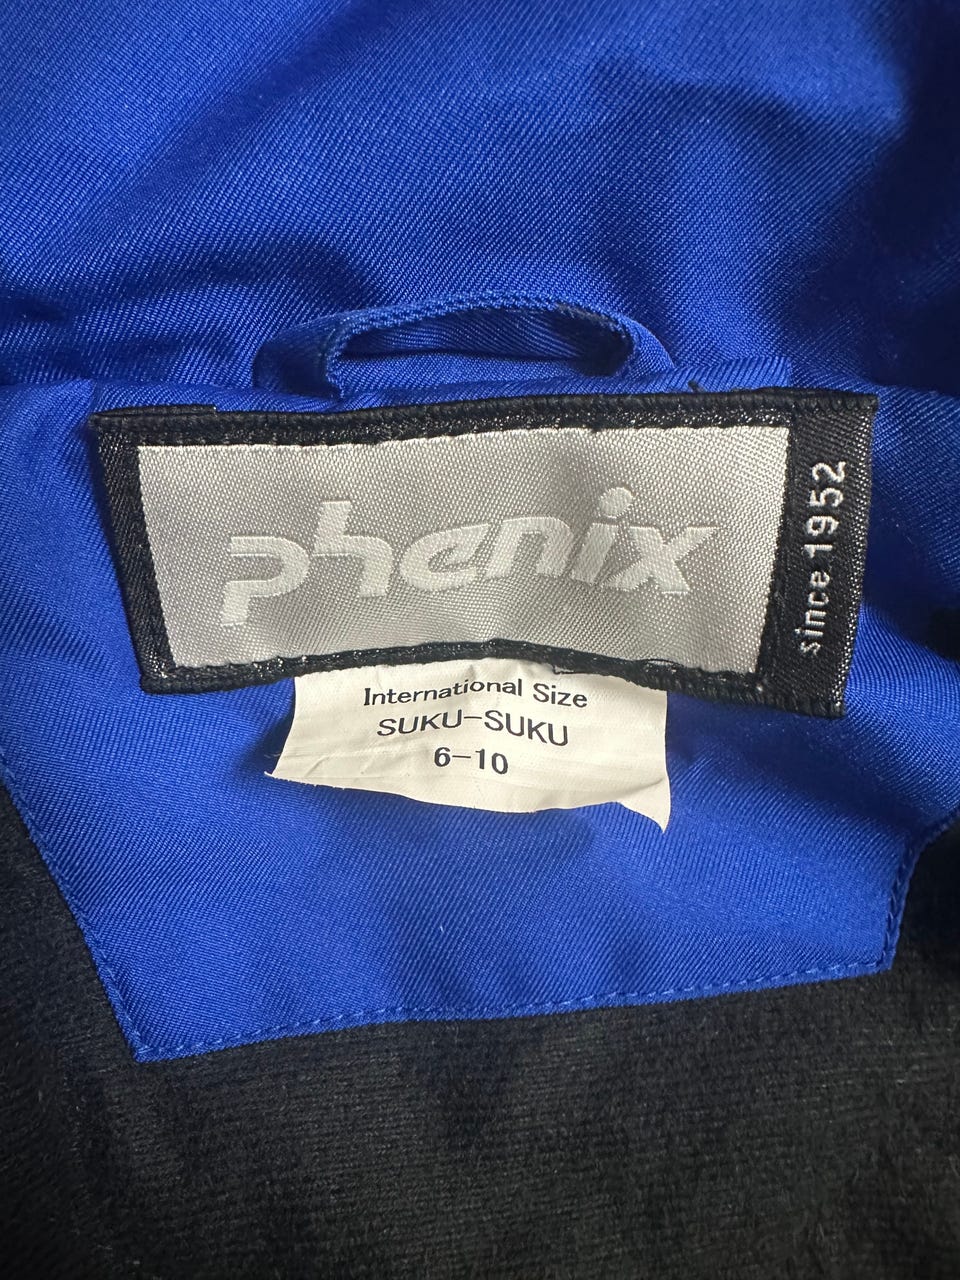 phenix
since 1952
International Size
SUKU-SUKU
6-10